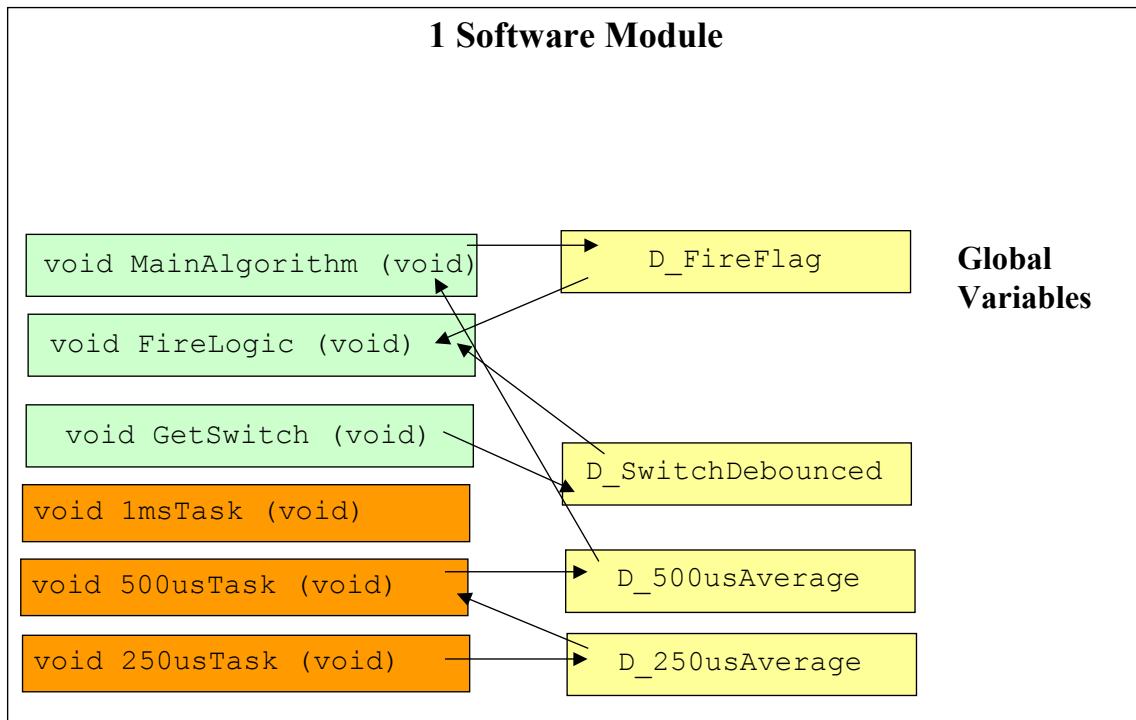 1 Software Module
void MainAlgorithm (void)
D_FireFlag
Global
Variables
void FireLogic (void)
void GetSwitch (void)
D_SwitchDebounced
void 1msTask (void)
void 500usTask (void)
D_500usAverage
void 250usTask (void)
D_250usAverage